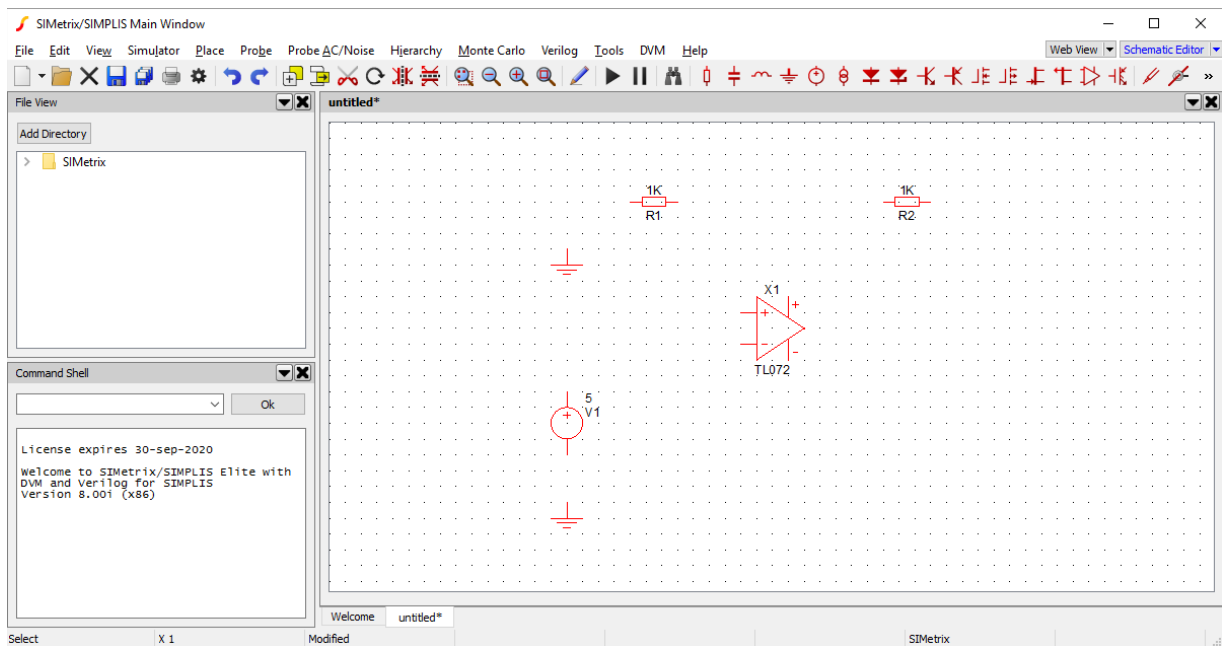 SIMetrix/SIMPLIS Main Window
File Edit View Simulator Place Probe Probe AC/Noise Hierarchy Monte Carlo Verilog Tools DVM Help
Web View Schematic Editor
File View
untitled*
Add Directory
SIMetrix
1K
R1
1K
R2
X1
+
+
-
-
TL072
5
+
V1
Command Shell
Ok
License expires 30-sep-2020
Welcome to SIMetrix/SIMPLIS Elite with
DVM and Verilog for SIMPLIS
Version 8.00i (x86)
Welcome untitled*
Select X 1 Modified SIMetrix